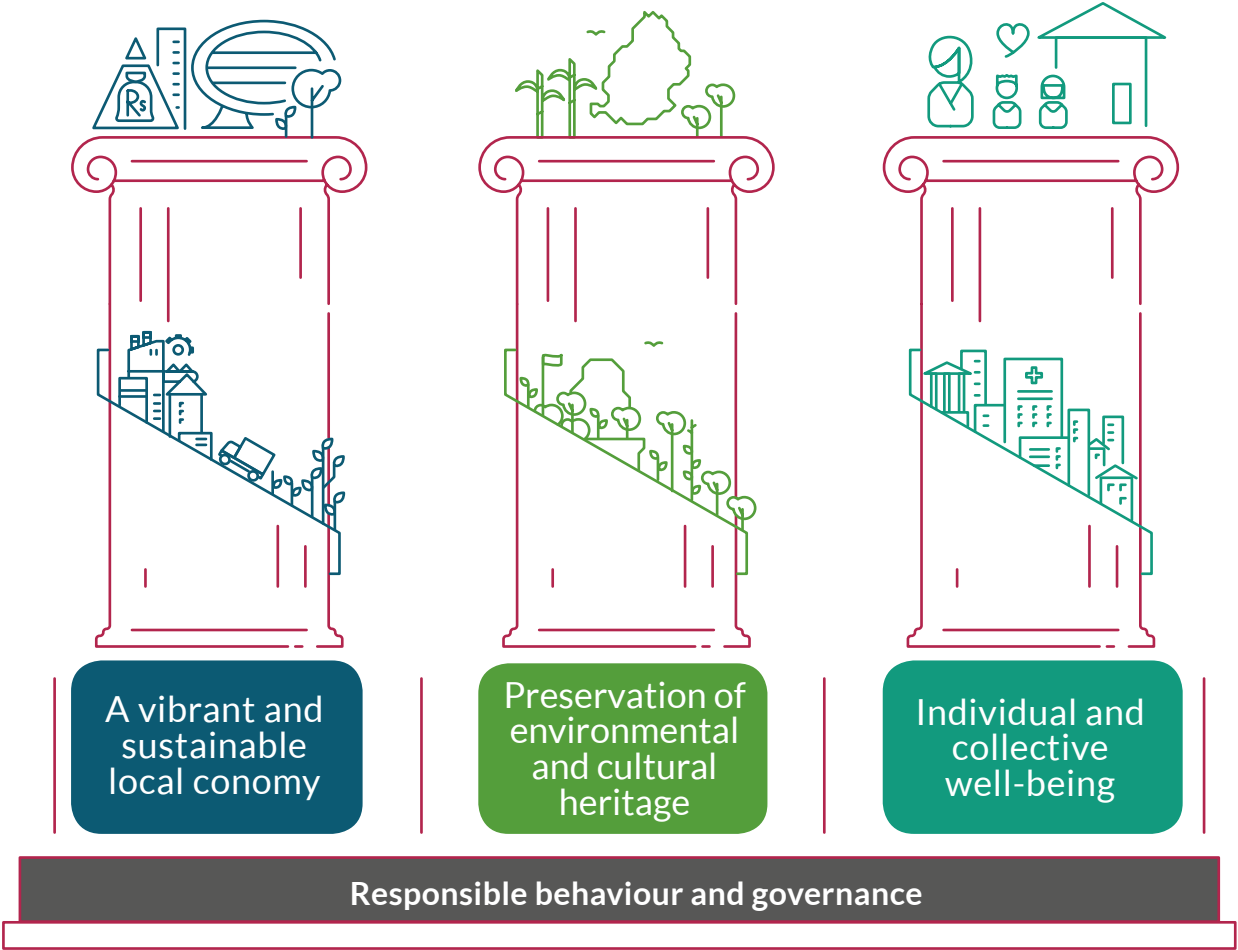 Rs
A vibrant and
sustainable
local conomy
Preservation of
environmental
and cultural
heritage
Individual and
collective
well-being
Responsible behaviour and governance